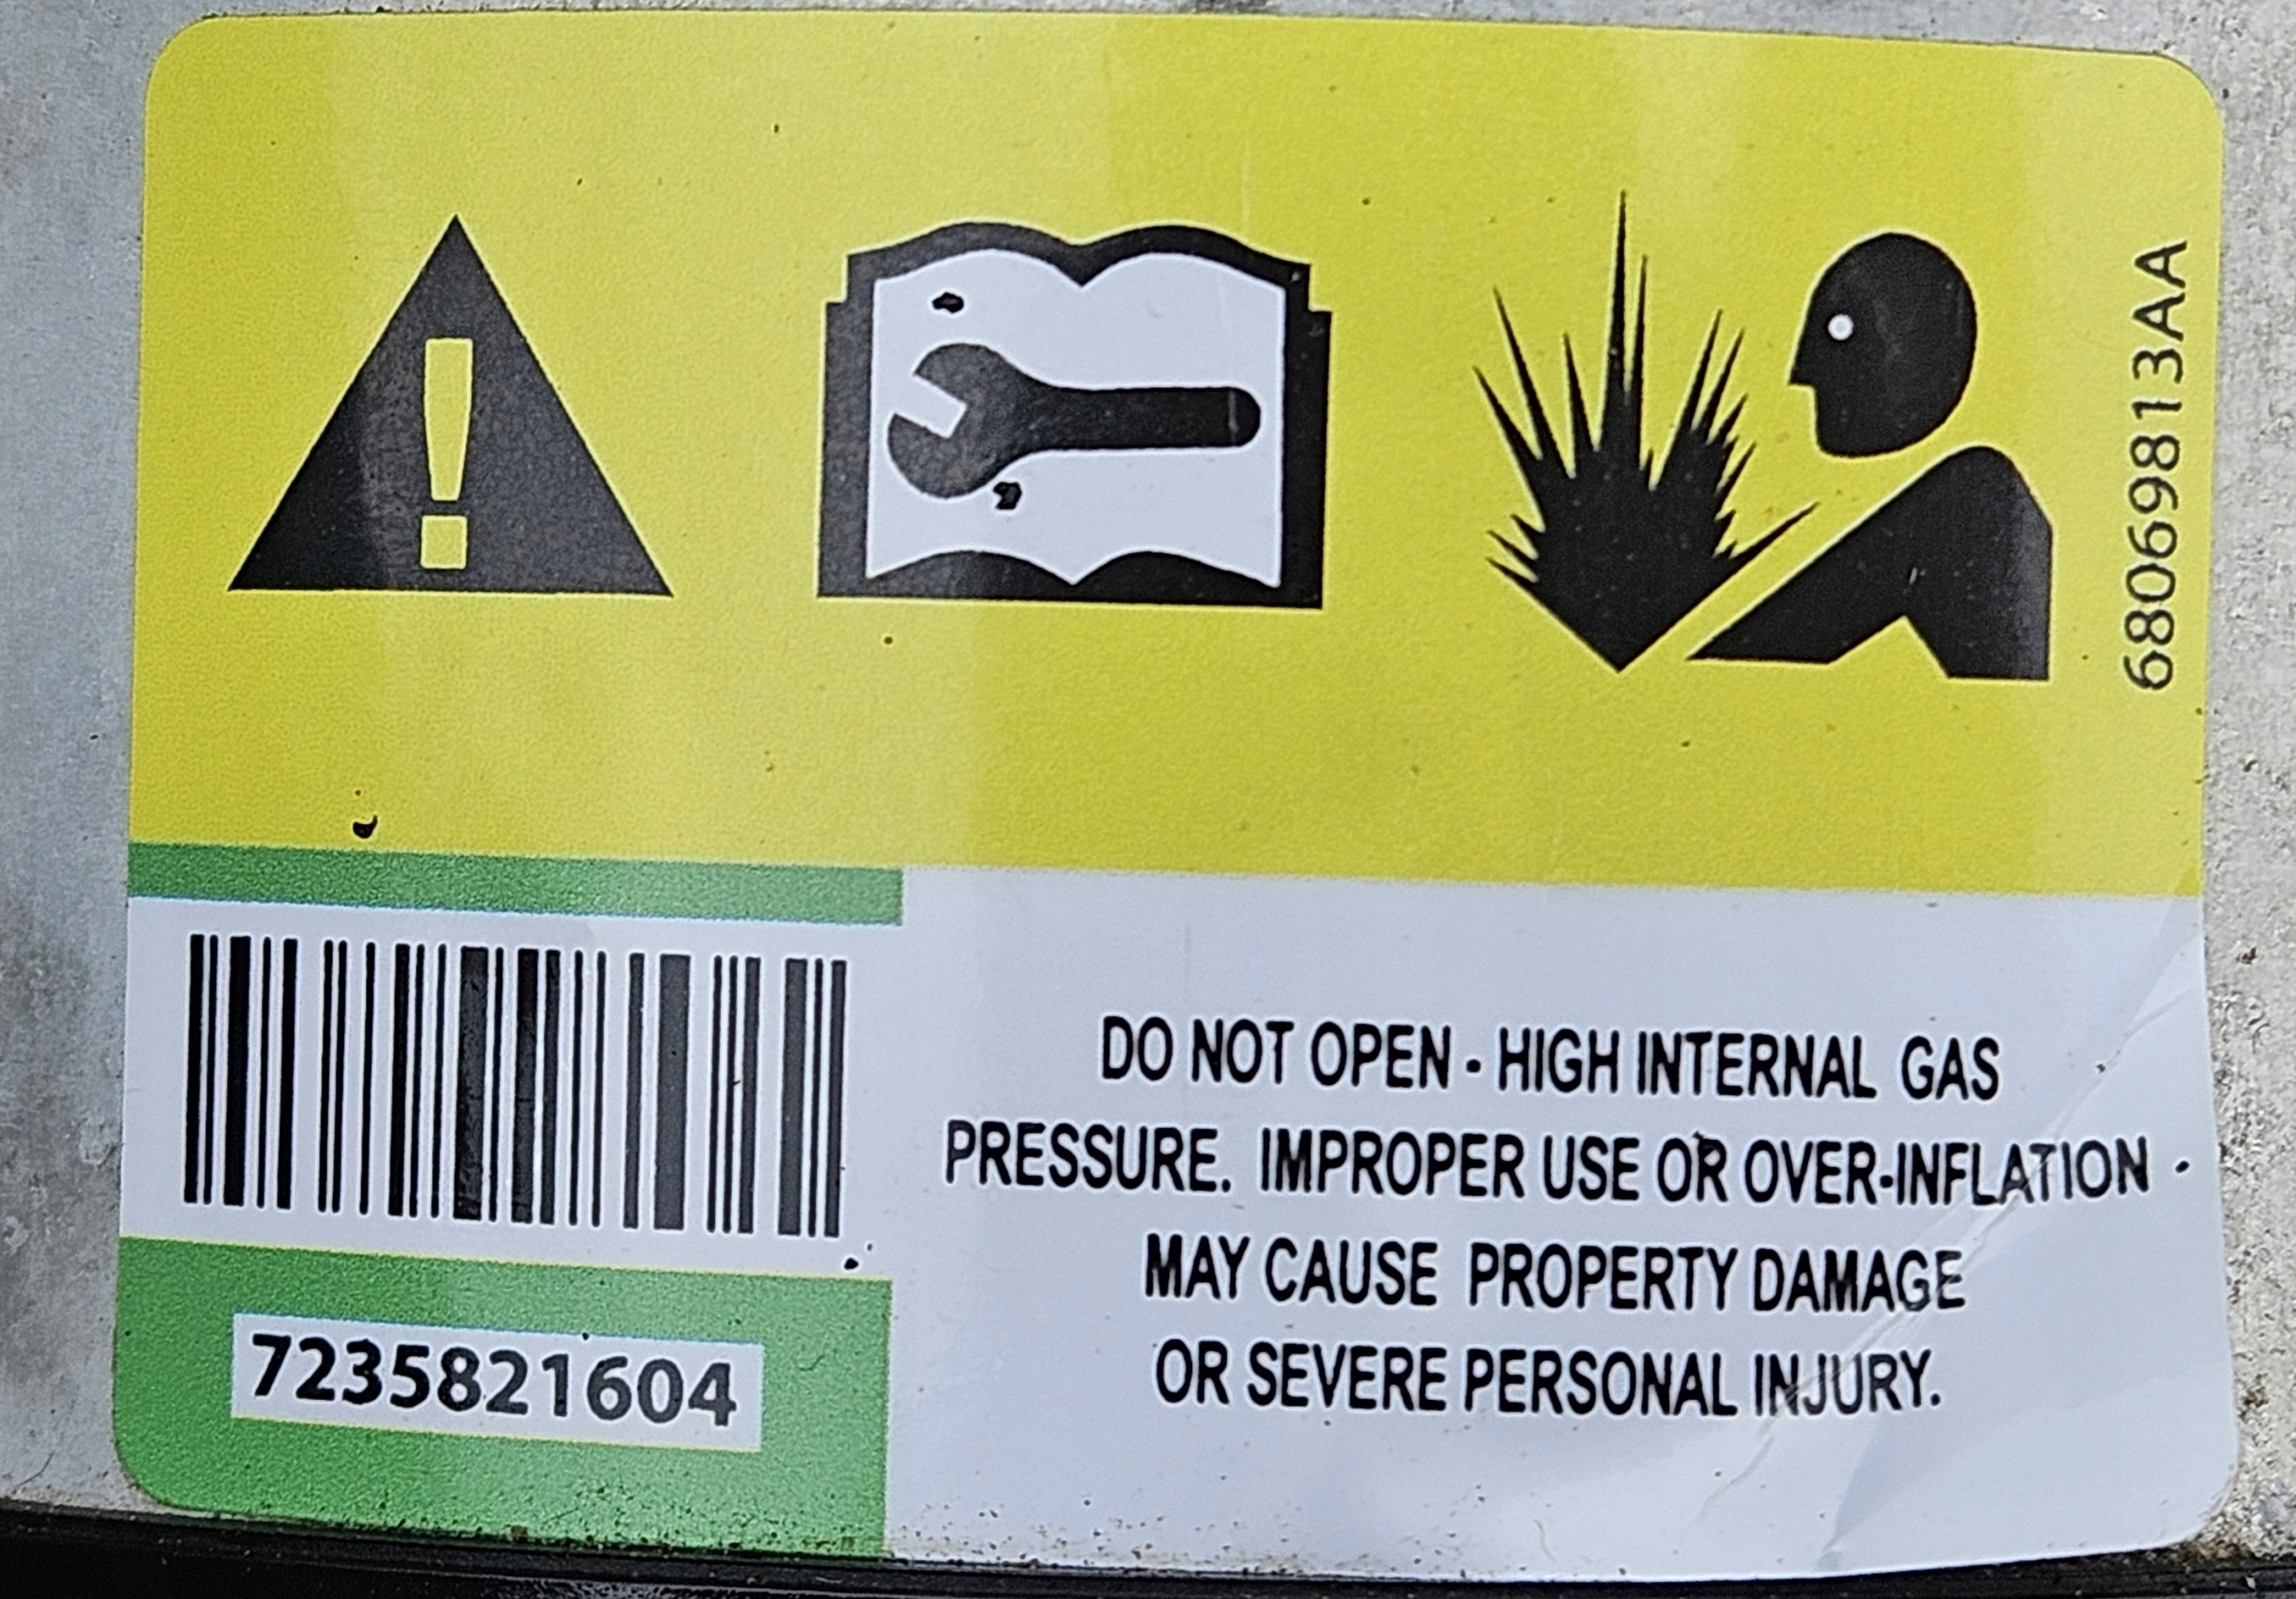 68069813AA
DO NOT OPEN - HIGH INTERNAL GAS
PRESSURE. IMPROPER USE OR OVER-INFLATION
MAY CAUSE PROPERTY DAMAGE
OR SEVERE PERSONAL INJURY.
7235821604